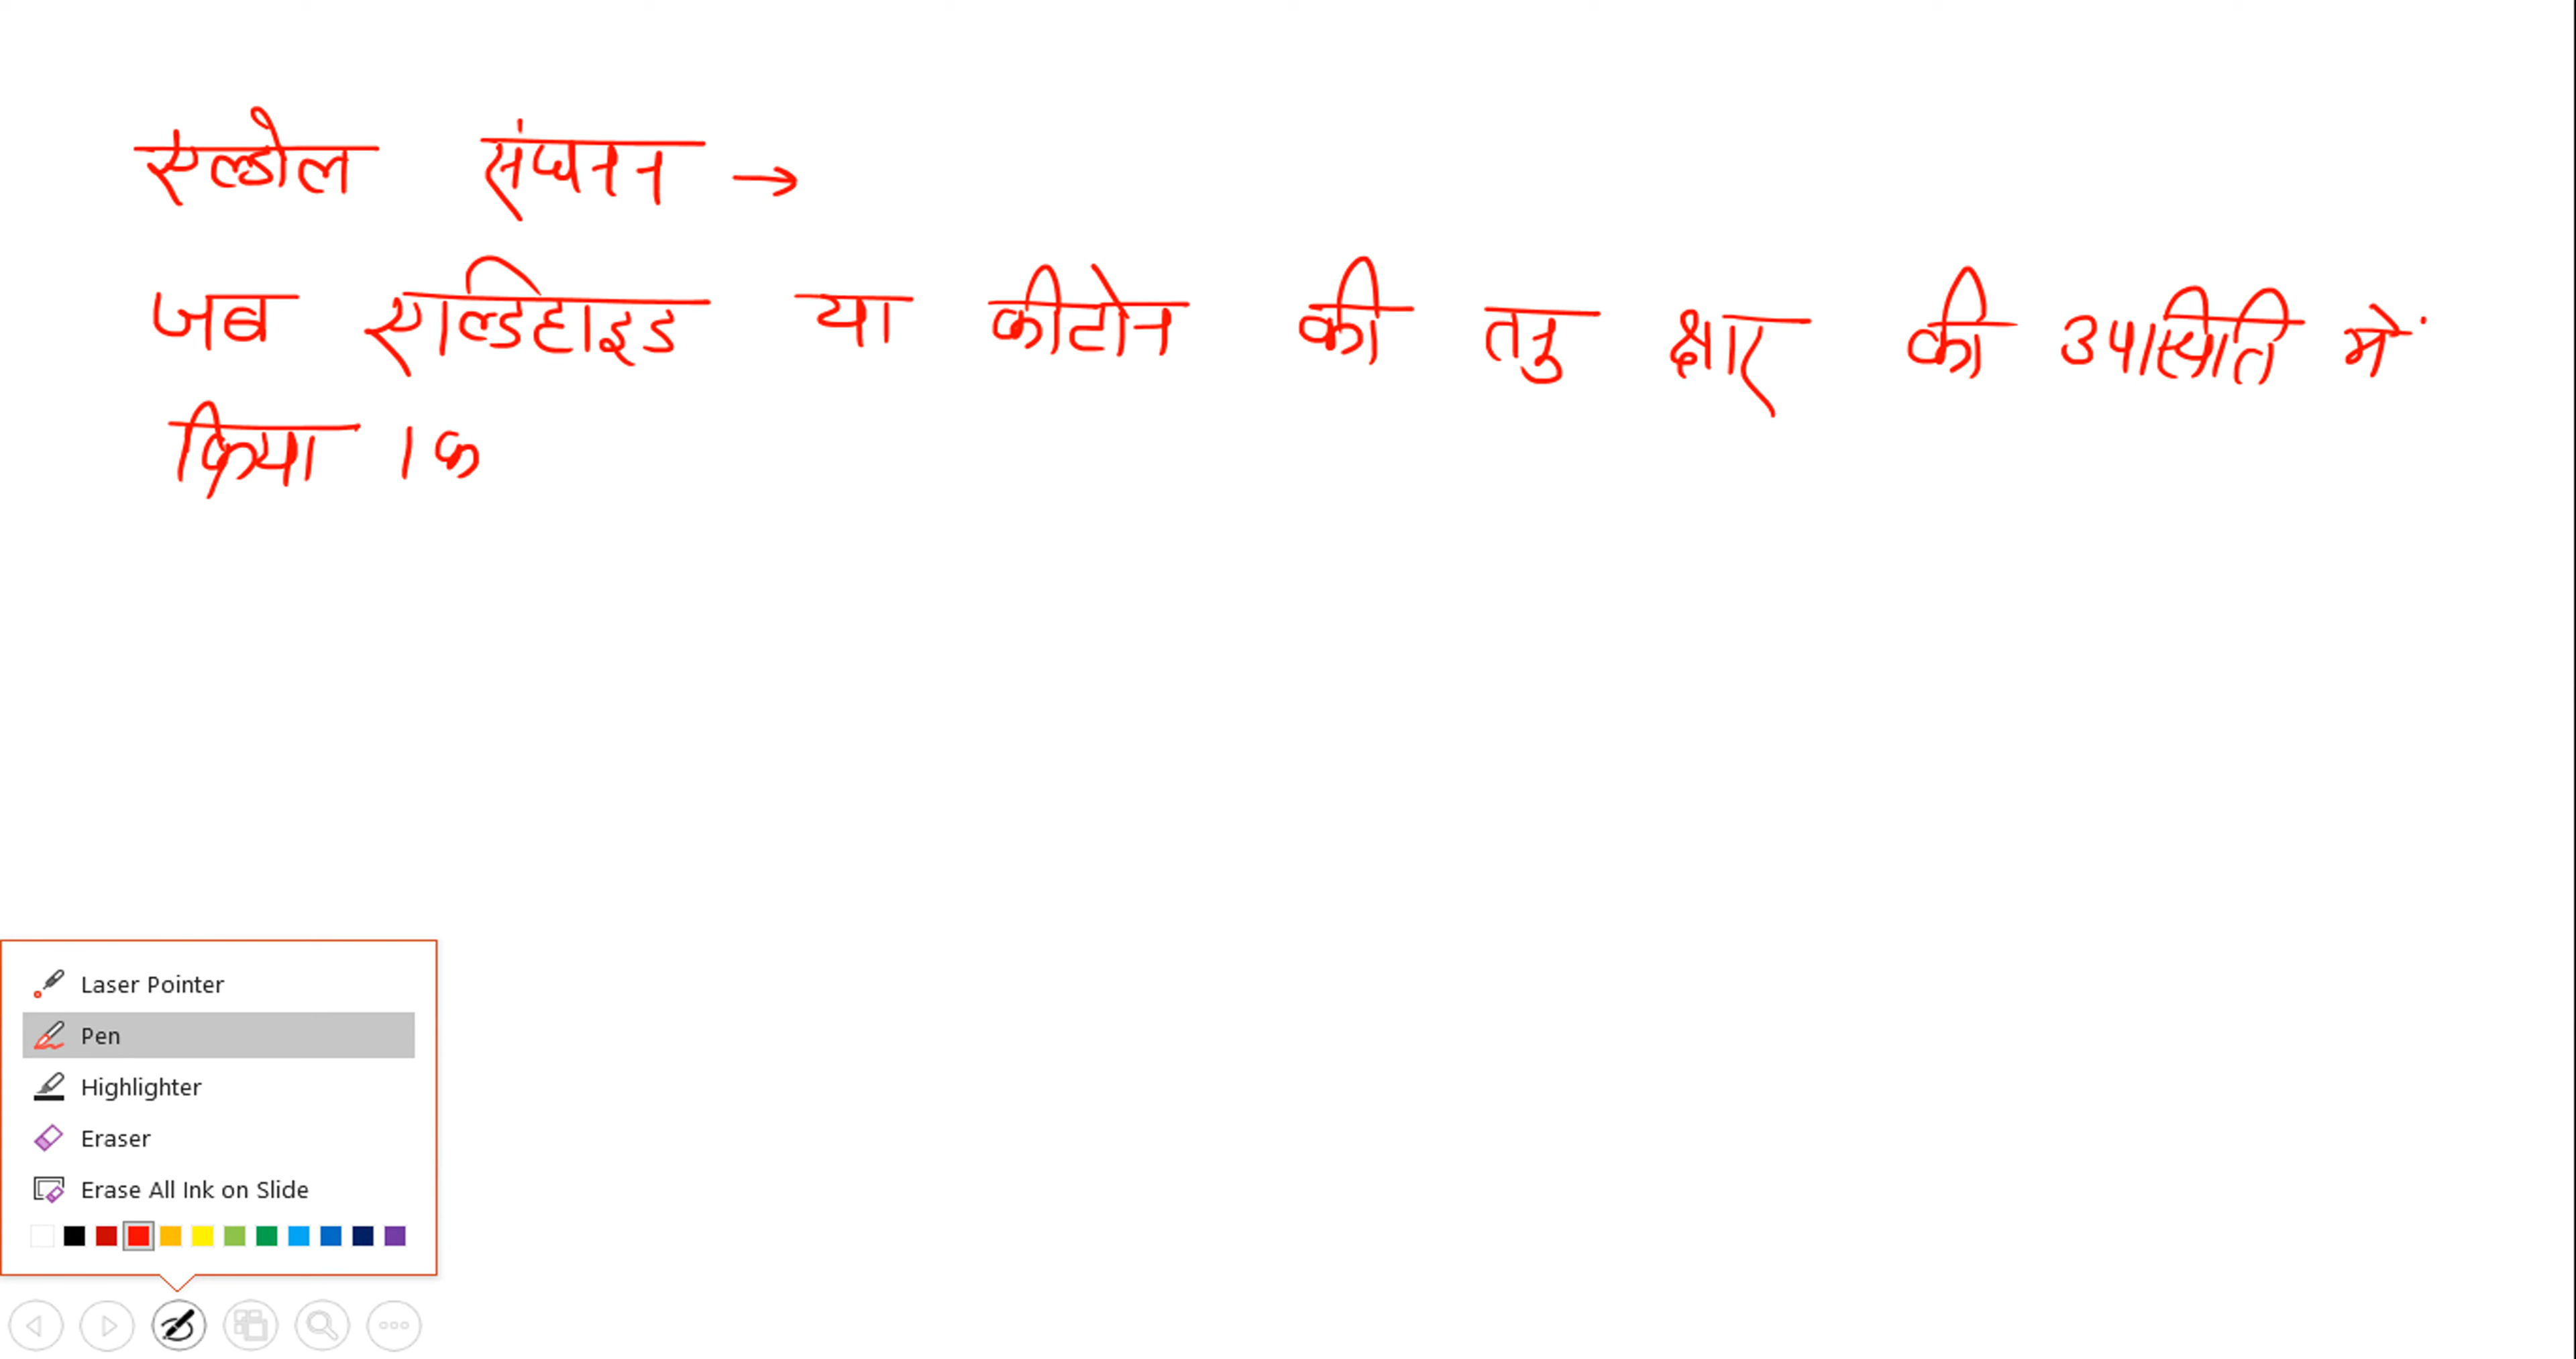 एल्डोल संघनन →
जब एल्डिहाइड या कीटोन की तनु क्षार की उपस्थिति में
क्रिया । क
Laser Pointer
Pen
Highlighter
Eraser
Erase All Ink on Slide